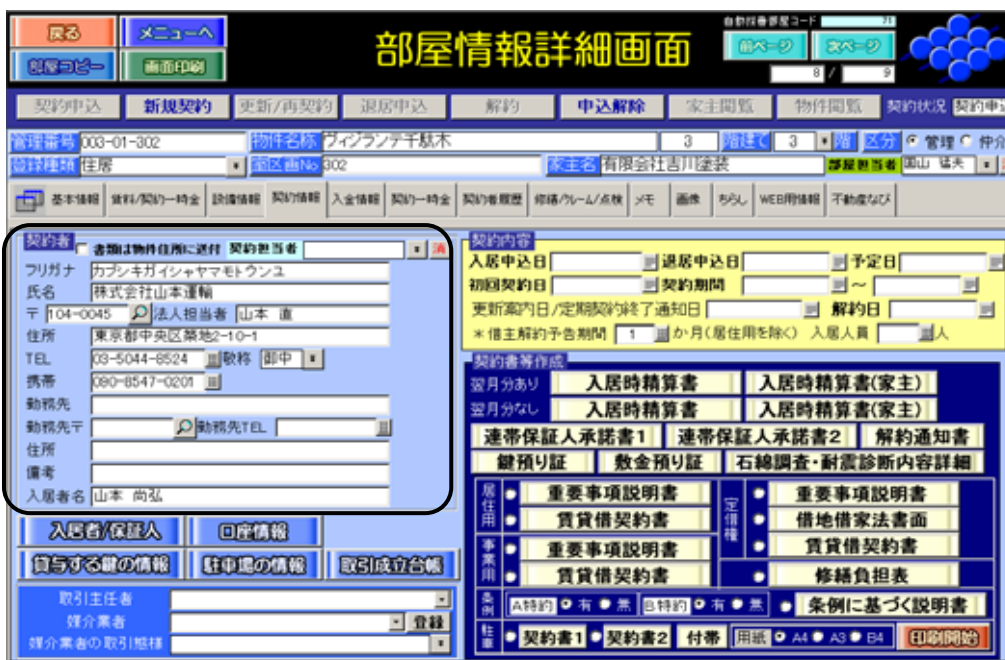 戻る メニューへ 部屋情報詳細画面 自動採番部屋コード 71
前ページ 次ページ
部屋コピー 画面印刷 8 / 9
契約申込 新規契約 更新/再契約 退居申込 解約 申込解除 家主閲覧 物件閲覧 契約状況 契約申
管理番号 003-01-302 物件名称 ヴィジランテ千駄木 3 階建て 3 階 区分 管理 仲介
管理種類 住居 画No 302 家主名 有限会社吉川塗装 部屋担当者 国山 猛夫
基本情報 賃料/契約一時金 設備情報 契約情報 入金情報 契約一時金 契約者履歴 修繕/クレーム/点検 メモ 画像 ちらし WEB用情報 不動産なび
契約者 書類は物件住所に送付 契約担当者 消
フリガナ カブシキガイシャヤマモトウンユ
氏名 株式会社山本運輸
〒 104-0045 法人担当者 山本 直
住所 東京都中央区築地2-10-1
TEL 03-5044-8524 敬称 御中
携帯 090-8547-0201
勤務先
勤務先〒 勤務先TEL
住所
備考
入居者名 山本 尚弘
契約内容
入居申込日 退居申込日 予定日
初回契約日 契約期間 ～
更新案内日/定期契約終了通知日 解約日
＊借主解約予告期間 1 か月(居住用を除く) 入居人員 人
契約書等作成
翌月分あり 入居時精算書 入居時精算書(家主)
翌月分なし 入居時精算書 入居時精算書(家主)
連帯保証人承諾書1 連帯保証人承諾書2 解約通知書
鍵預り証 敷金預り証 石綿調査・耐震診断内容詳細
居住用 重要事項説明書 定借権 重要事項説明書
賃貸借契約書 借地借家法書面
事業用 重要事項説明書 賃貸借契約書
賃貸借契約書 修繕負担表
条例 A特約 有 無 B特約 有 無 条例に基づく説明書
駐車 契約書1 契約書2 付帯 用紙 A4 A3 B4 印刷開始
入居者/保証人 口座情報
貸与する鍵の情報 駐車場の情報 取引成立台帳
取引主任者
媒介業者 登録
媒介業者の取引態様